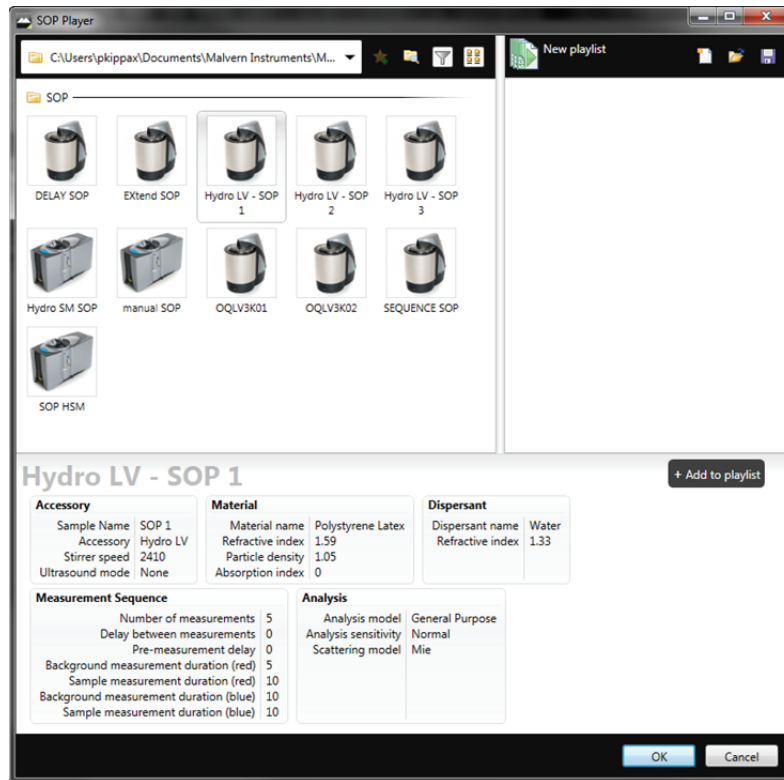 SOP Player
C:\Users\pkippax\Documents\Malvern Instruments\M...
New playlist
SOP
DELAY SOP
EXtend SOP
Hydro LV - SOP
1
Hydro LV - SOP
2
Hydro LV - SOP
3
Hydro SM SOP
manual SOP
OQLV3K01
OQLV3K02
SEQUENCE SOP
SOP HSM
Hydro LV - SOP 1
+ Add to playlist
Accessory
Sample Name SOP 1
Accessory Hydro LV
Stirrer speed 2410
Ultrasound mode None
Material
Material name Polystyrene Latex
Refractive index 1.59
Particle density 1.05
Absorption index 0
Dispersant
Dispersant name Water
Refractive index 1.33
Measurement Sequence
Number of measurements 5
Delay between measurements 0
Pre-measurement delay 0
Background measurement duration (red) 5
Sample measurement duration (red) 10
Background measurement duration (blue) 10
Sample measurement duration (blue) 10
Analysis
Analysis model General Purpose
Analysis sensitivity Normal
Scattering model Mie
OK
Cancel